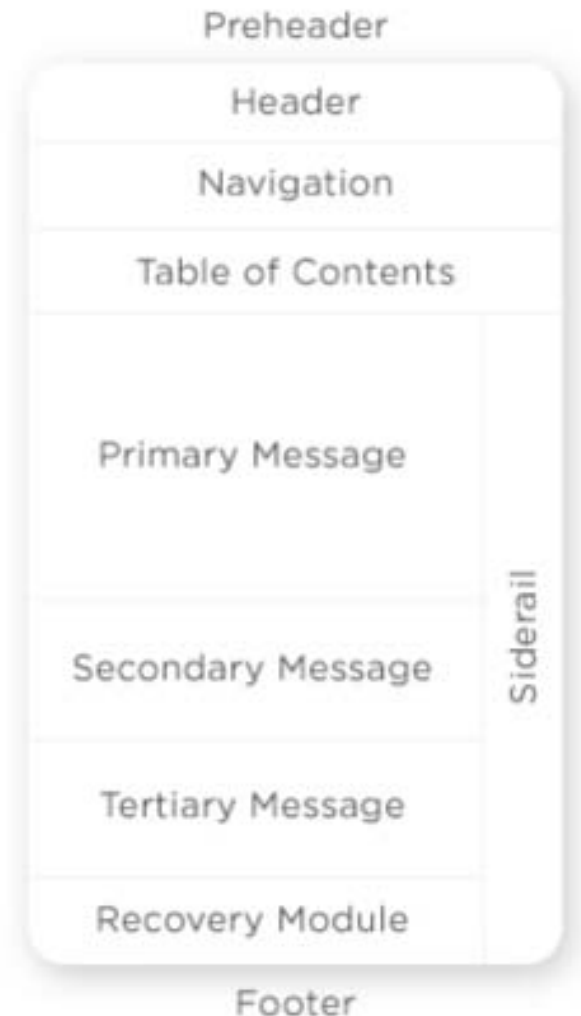 Preheader
Header
Navigation
Table of Contents
Primary Message
Secondary Message
Tertiary Message
Recovery Module
Siderail
Footer